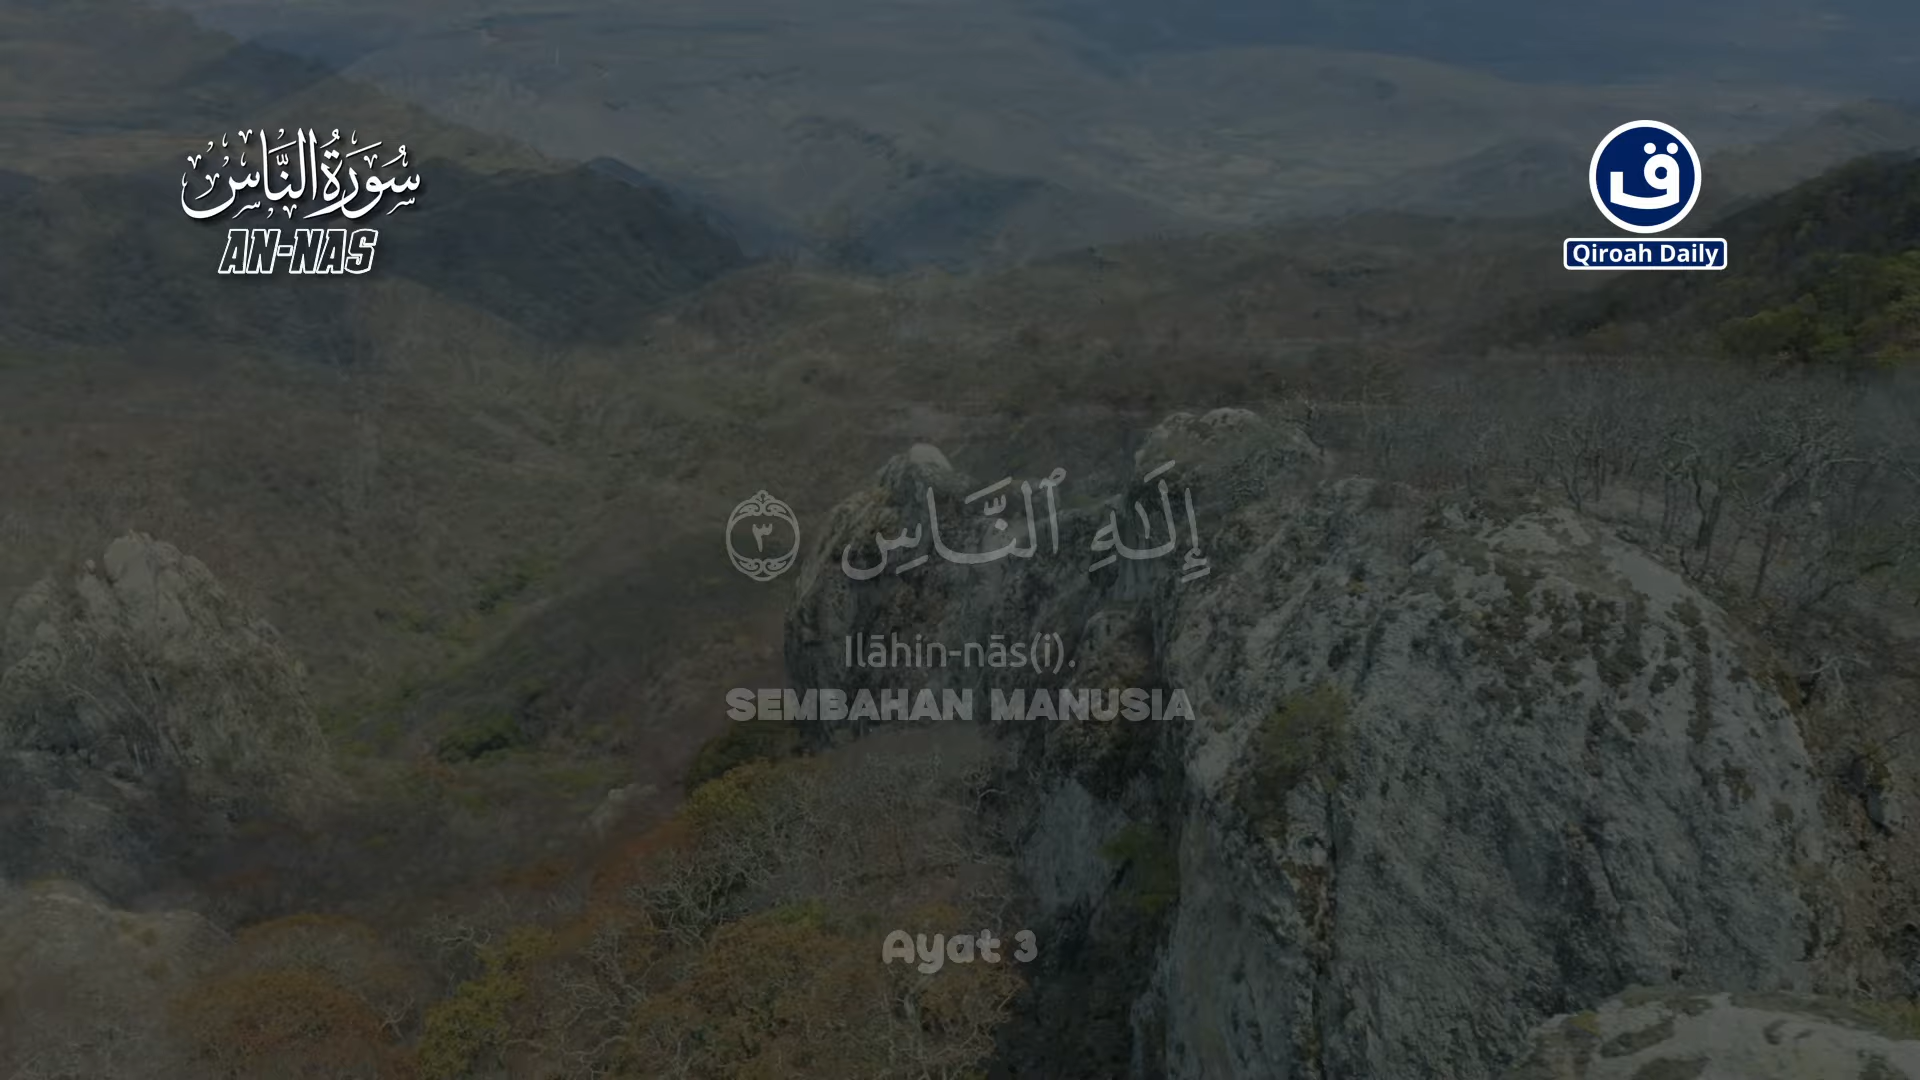 سُورَةُ النَّاسِ
AN-NAS
ق
Qiroah Daily
إِلَٰهِ ٱلنَّاسِ ٣
Ilāhin-nās(i).
SEMBAHAN MANUSIA
Ayat 3